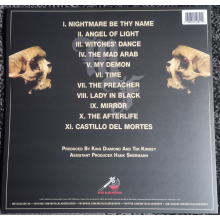 I. NIGHTMARE BE THY NAME
II. ANGEL OF LIGHT
III. WITCHES' DANCE
IV. THE MAD ARAB
V. MY DEMON
VI. TIME
VII. THE PREACHER
VIII. LADY IN BLACK
IX. MIRROR
X. THE AFTERLIFE
XI. CASTILLO DEL MORTES
PRODUCED BY KING DIAMOND AND TIM KIMSEY
ASSISTANT PRODUCER HANK SHERMANN